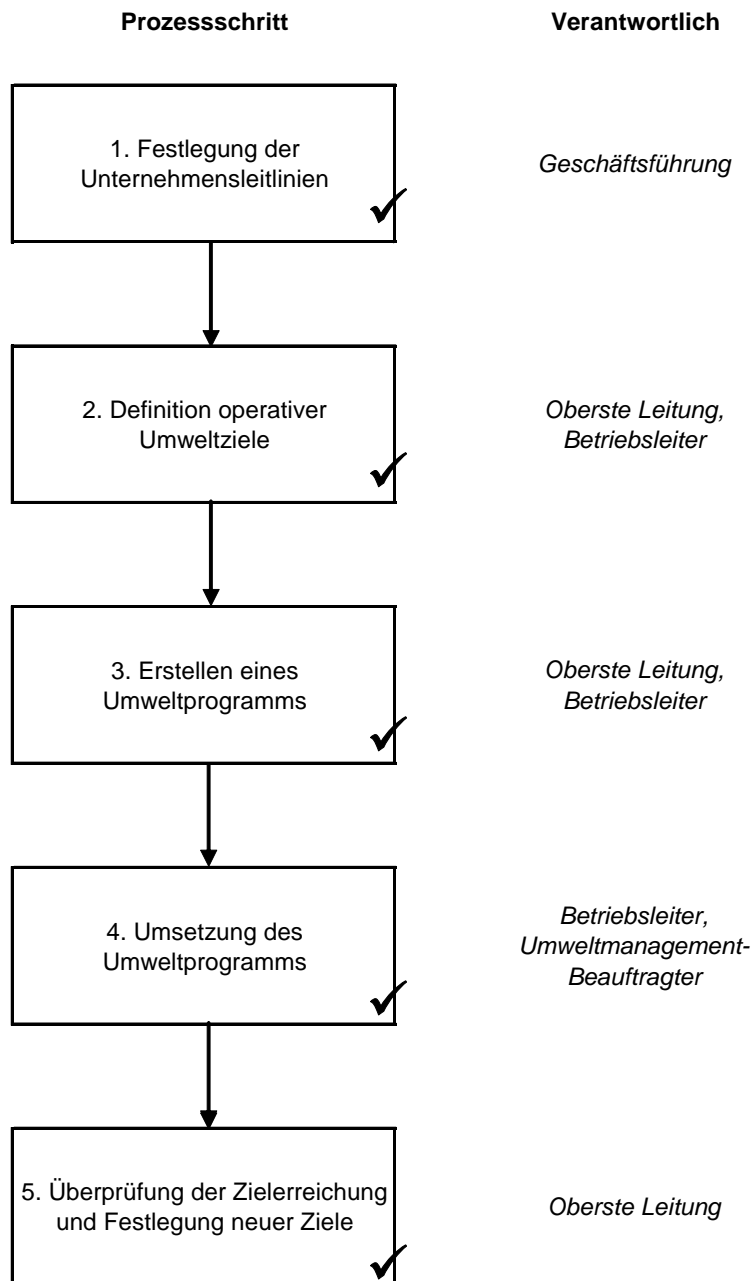 Prozessschritt
Verantwortlich
1. Festlegung der
Unternehmensleitlinien
Geschäftsführung
2. Definition operativer
Umweltziele
Oberste Leitung,
Betriebsleiter
3. Erstellen eines
Umweltprogramms
Oberste Leitung,
Betriebsleiter
4. Umsetzung des
Umweltprogramms
Betriebsleiter,
Umweltmanagement-
Beauftragter
5. Überprüfung der Zielerreichung
und Festlegung neuer Ziele
Oberste Leitung